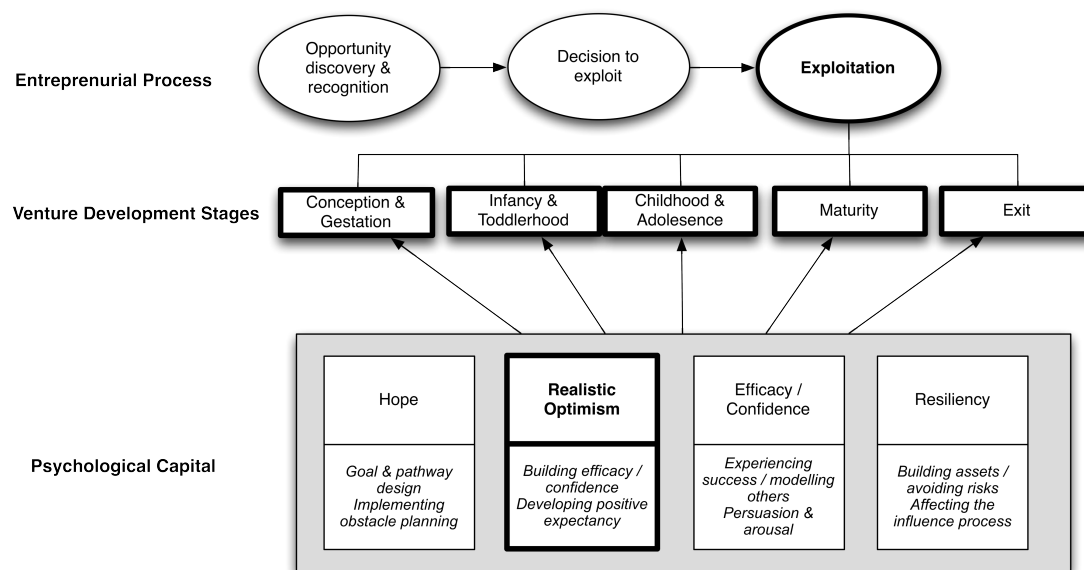 Entreprenurial Process
Opportunity
discovery &
recognition
Decision to
exploit
Exploitation
Venture Development Stages
Conception &
Gestation
Infancy &
Toddlerhood
Childhood &
Adolesence
Maturity
Exit
Psychological Capital
Hope
Goal & pathway
design
Implementing
obstacle planning
Realistic
Optimism
Building efficacy /
confidence
Developing positive
expectancy
Efficacy /
Confidence
Experiencing
success / modelling
others
Persuasion &
arousal
Resiliency
Building assets /
avoiding risks
Affecting the
influence process